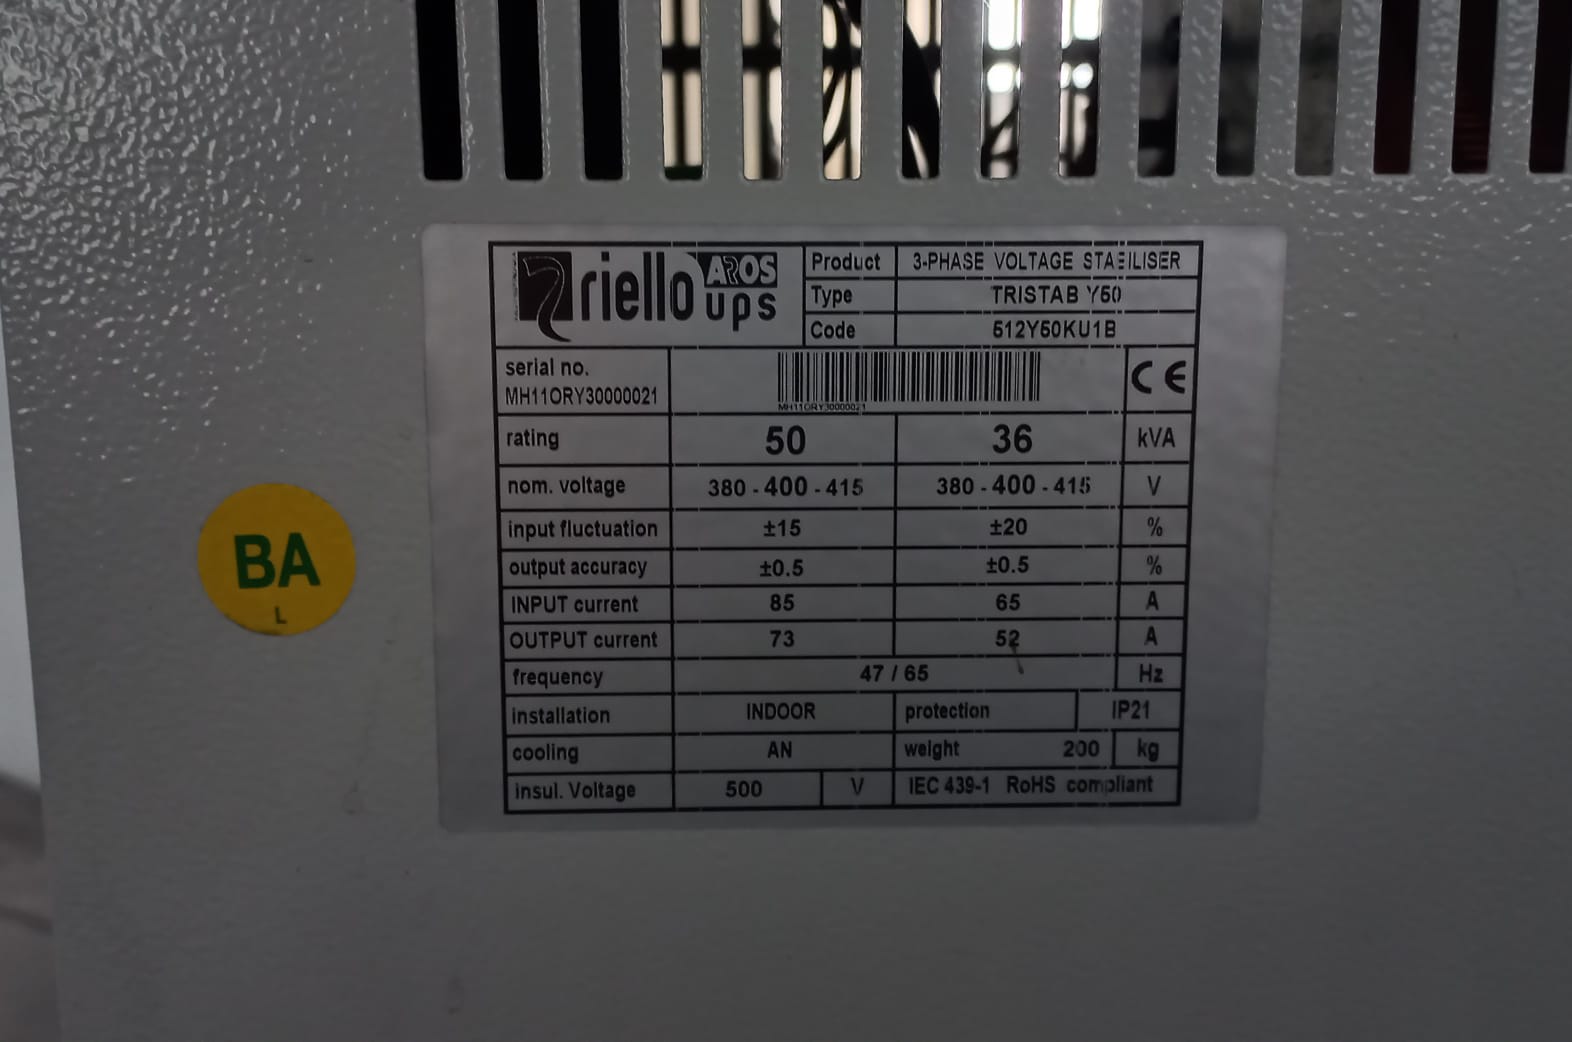 riello AROS ups
Product 3-PHASE VOLTAGE STABILISER
Type TRISTAB Y50
Code 512Y50KU1B
serial no.
MH11ORY30000021
MH11ORY30000021
CE
rating 50 36 kVA
nom. voltage 380 - 400 - 415 380 - 400 - 415 V
input fluctuation ±15 ±20 %
output accuracy ±0.5 ±0.5 %
INPUT current 85 65 A
OUTPUT current 73 52 A
frequency 47 / 65 Hz
installation INDOOR protection IP21
cooling AN weight 200 kg
insul. Voltage 500 V IEC 439-1 RoHS compliant
BA
L